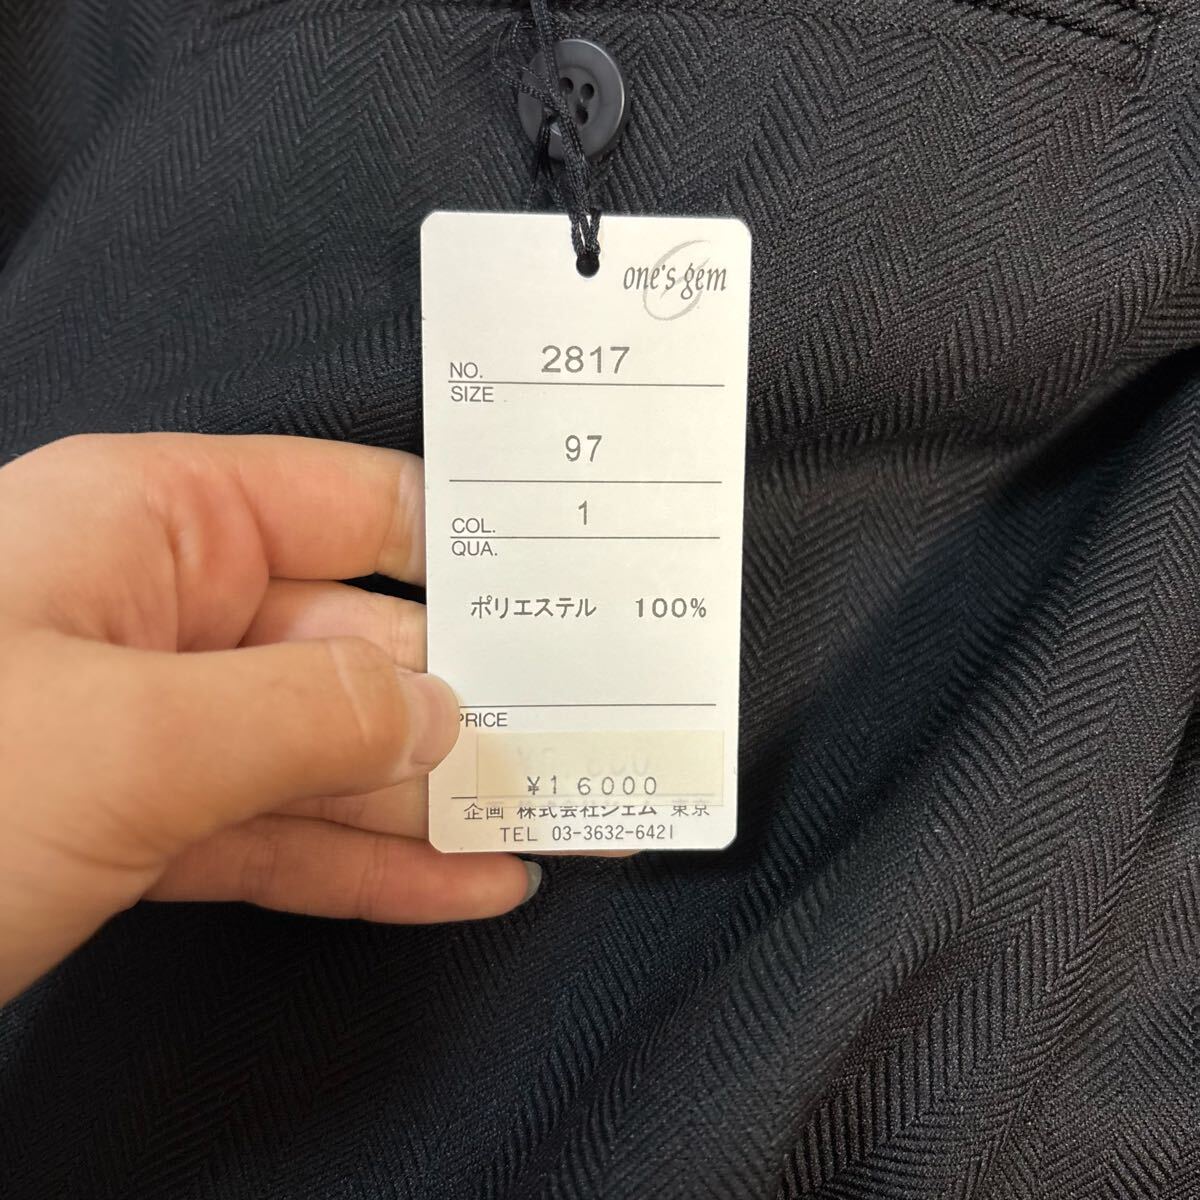 one's gem
NO. 2817
SIZE
97
COL. 1
QUA.
ポリエステル 100%
PRICE
¥16000
企画 株式会社ジェム 東京
TEL 03-3632-6421